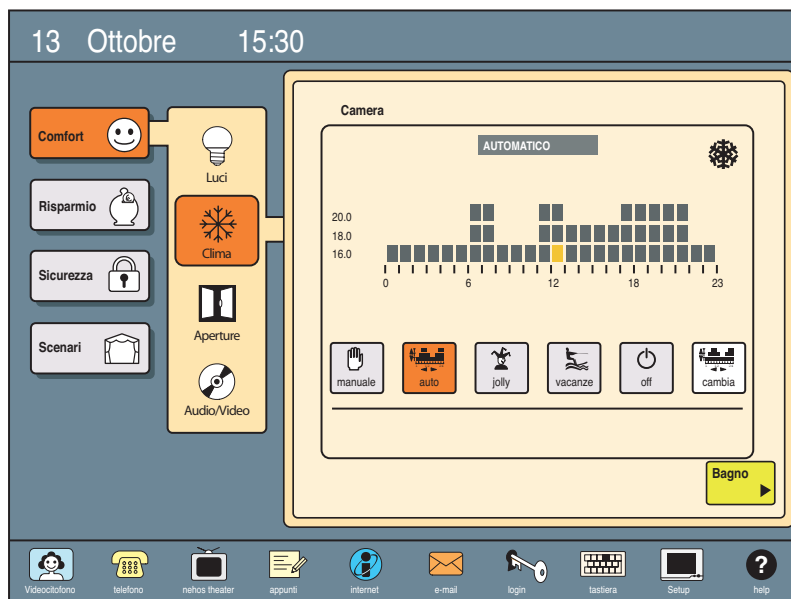 13 Ottobre 15:30
Comfort
Risparmio
Sicurezza
Scenari
Luci
Clima
Aperture
Audio/Video
Camera
AUTOMATICO
20.0
18.0
16.0
0 6 12 18 23
manuale auto jolly vacanze off cambia
Bagno
Videocitofono telefono nehos theater appunti internet e-mail login tastiera Setup help